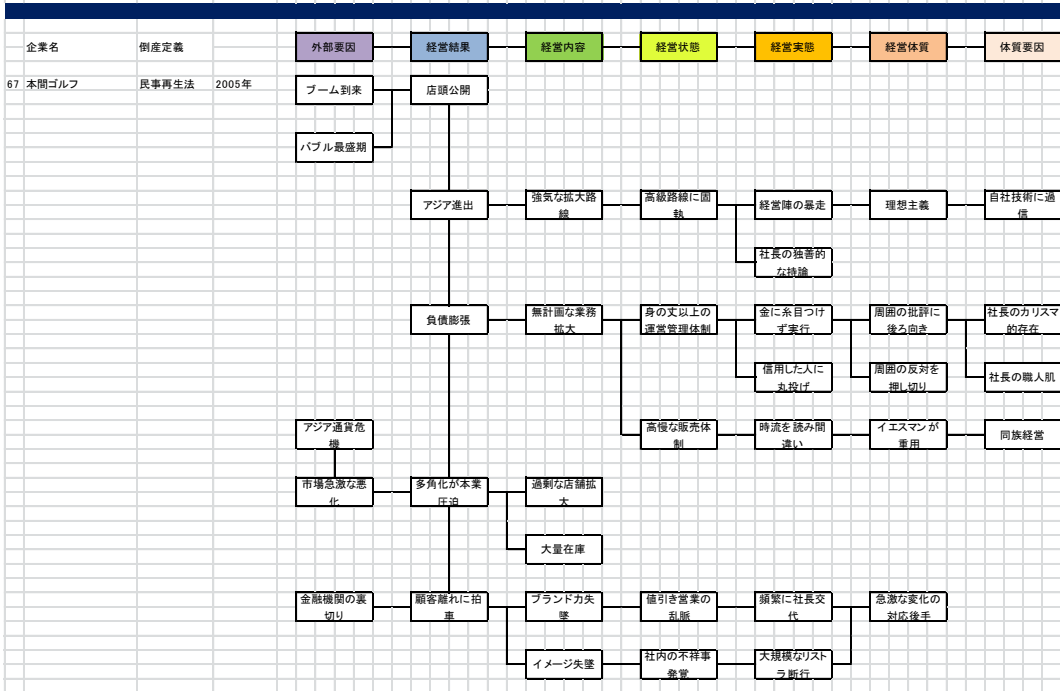 企業名
倒産定義
外部要因
経営結果
経営内容
経営状態
経営実態
経営体質
体質要因
67 本間ゴルフ
民事再生法
2005年
ブーム到来
店頭公開
バブル最盛期
アジア進出
強気な拡大路
線
高級路線に固
執
経営陣の暴走
理想主義
自社技術に過
信
社長の独善的
な持論
負債膨張
無計画な業務
拡大
身の丈以上の
運営管理体制
金に糸目つけ
ず実行
周囲の批評に
後ろ向き
社長のカリスマ
的存在
信用した人に
丸投げ
周囲の反対を
押し切り
社長の職人肌
アジア通貨危
機
高慢な販売体
制
時流を読み間
違い
イエスマンが
重用
同族経営
市場急激な悪
化
多角化が本業
圧迫
過剰な店舗拡
大
大量在庫
金融機関の裏
切り
顧客離れに拍
車
ブランド力失
墜
値引き営業の
乱脈
頻繁に社長交
代
急激な変化の
対応後手
イメージ失墜
社内の不祥事
発覚
大規模なリスト
ラ断行